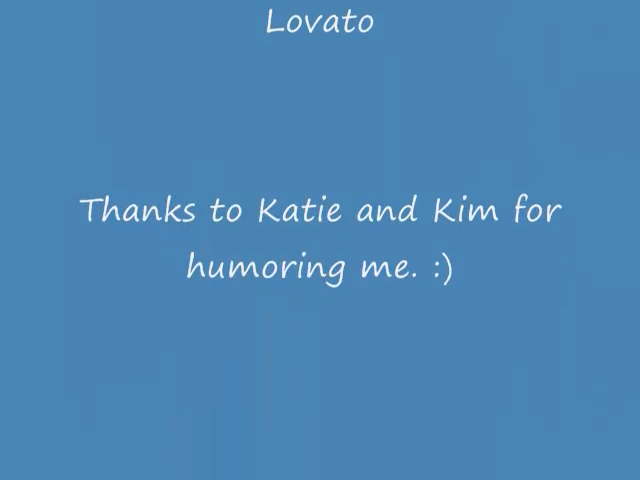 Lovato
Thanks to Katie and Kim for
humoring me. :)